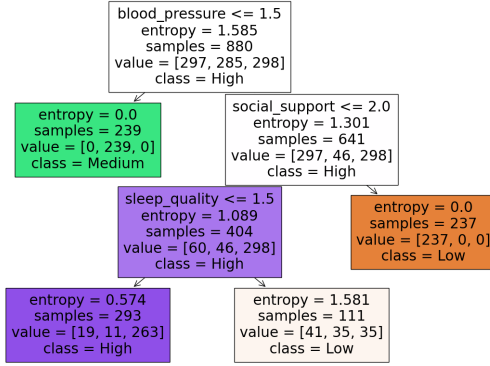 blood_pressure <= 1.5
entropy = 1.585
samples = 880
value = [297, 285, 298]
class = High
entropy = 0.0
samples = 239
value = [0, 239, 0]
class = Medium
social_support <= 2.0
entropy = 1.301
samples = 641
value = [297, 46, 298]
class = High
sleep_quality <= 1.5
entropy = 1.089
samples = 404
value = [60, 46, 298]
class = High
entropy = 0.0
samples = 237
value = [237, 0, 0]
class = Low
entropy = 0.574
samples = 293
value = [19, 11, 263]
class = High
entropy = 1.581
samples = 111
value = [41, 35, 35]
class = Low